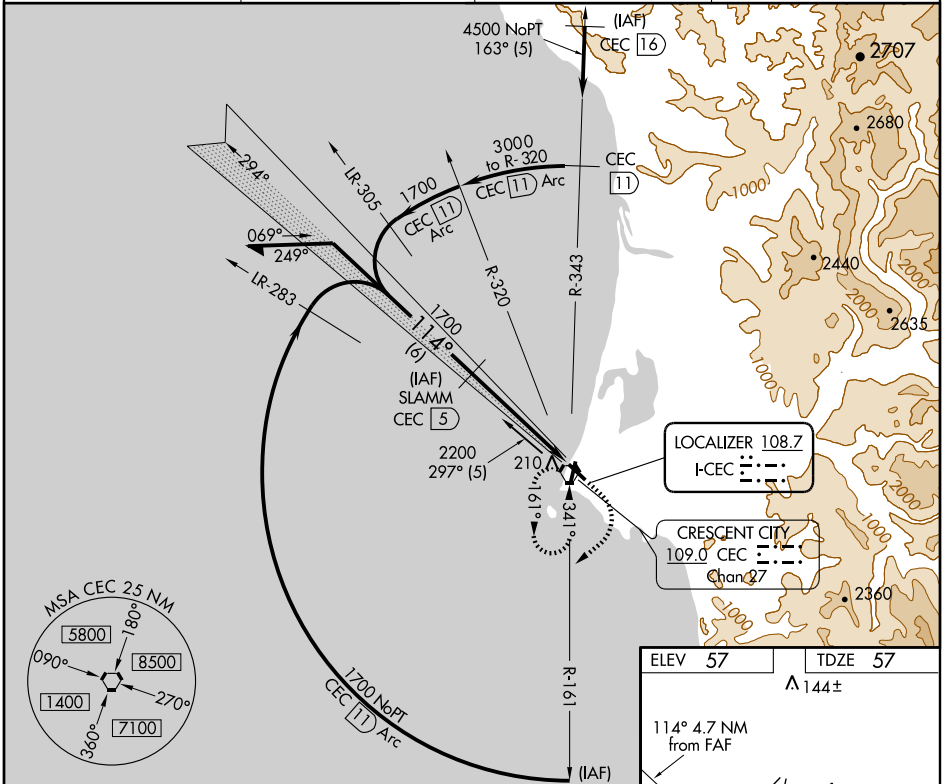 4500 NoPT
163° (5)
(IAF)
CEC 16
2707
2680
1000
3000
to R-320
CEC 11 Arc
CEC
11
1700
CEC 11
Arc
LR-305
294°
069°
249°
LR-283
R-320
R-343
2440
2000
2635
1000
2000
1000
1700
114°
(6)
(IAF)
SLAMM
CEC 5
2200
297° (5)
210
161°
341°
LOCALIZER 108.7
I-CEC
CRESCENT CITY
109.0 CEC
Chan 27
2000
1000
2360
1000
MSA CEC 25 NM
5800
180°
090°
8500
1400
270°
7100
360°
1700 NoPT
CEC 11 Arc
R-161
(IAF)
ELEV 57
TDZE 57
144±
114° 4.7 NM
from FAF